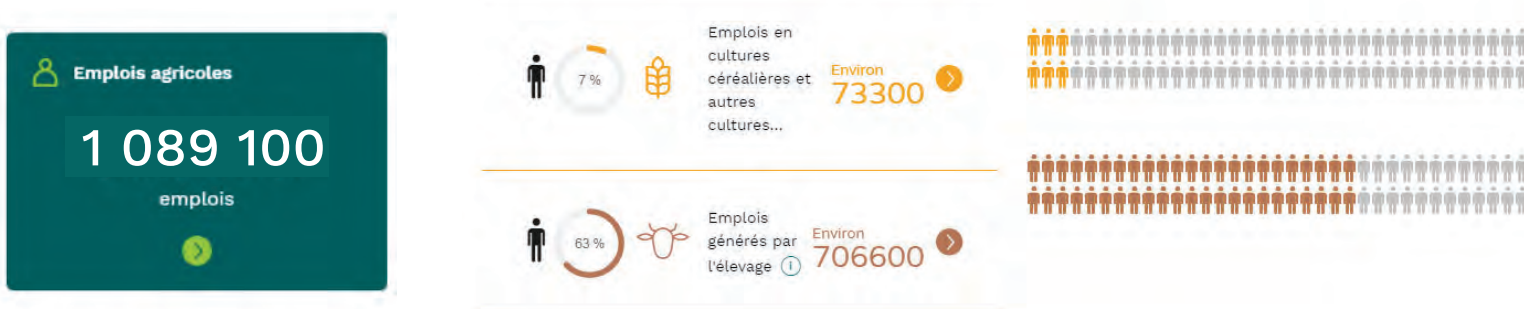 Emplois agricoles
1 089 100
emplois
7 %
Emplois en
cultures
céréalières et
autres
cultures...
Environ
73300
63 %
Emplois
générés par
l'élevage i
Environ
706600